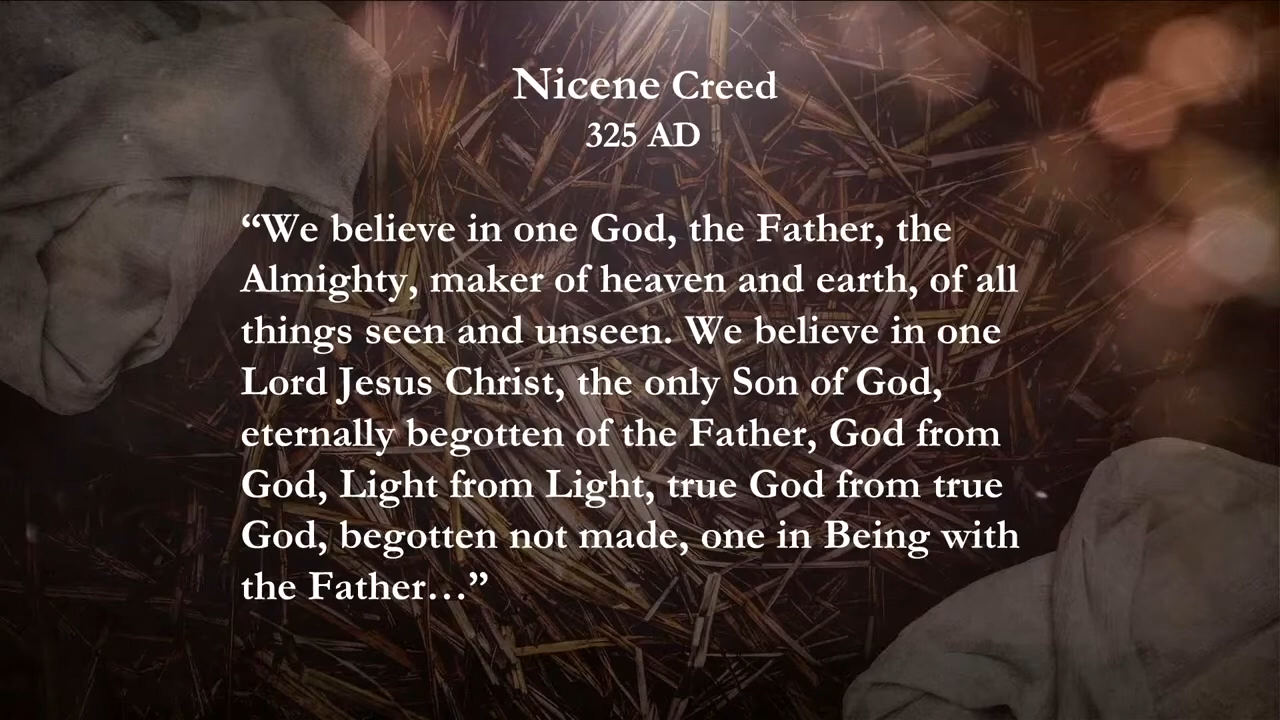 Nicene Creed
325 AD
“We believe in one God, the Father, the
Almighty, maker of heaven and earth, of all
things seen and unseen. We believe in one
Lord Jesus Christ, the only Son of God,
eternally begotten of the Father, God from
God, Light from Light, true God from true
God, begotten not made, one in Being with
the Father…”